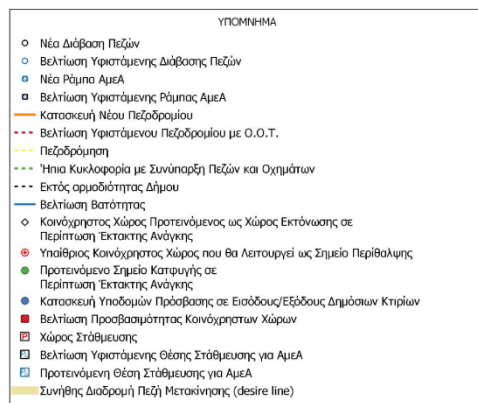 ΥΠΟΜΝΗΜΑ
Νέα Διάβαση Πεζών
Βελτίωση Υφιστάμενης Διάβασης Πεζών
Νέα Ράμπα ΑμεΑ
Βελτίωση Υφιστάμενης Ράμπας ΑμεΑ
Κατασκευή Νέου Πεζοδρομίου
Βελτίωση Υφιστάμενου Πεζοδρομίου με Ο.Ο.Τ.
Πεζοδρόμηση
Ήπια Κυκλοφορία με Συνύπαρξη Πεζών και Οχημάτων
Εκτός αρμοδιότητας Δήμου
Βελτίωση Βατότητας
Κοινόχρηστος Χώρος Προτεινόμενος ως Χώρος Εκτόνωσης σε
Περίπτωση Έκτακτης Ανάγκης
Υπαίθριος Κοινόχρηστος Χώρος που θα Λειτουργεί ως Σημείο Περίθαλψης
Προτεινόμενο Σημείο Κατφυγής σε
Περίπτωση Έκτακτης Ανάγκης
Κατασκευή Υποδομών Πρόσβασης σε Εισόδους/Εξόδους Δημόσιων Κτιρίων
Βελτίωση Προσβασιμότητας Κοινόχρηστων Χώρων
P Χώρος Στάθμευσης
Βελτίωση Υφιστάμενης Θέσης Στάθμευσης για ΑμεΑ
Προτεινόμενη Θέση Στάθμευσης για ΑμεΑ
Συνήθης Διαδρομή Πεζή Μετακίνησης (desire line)